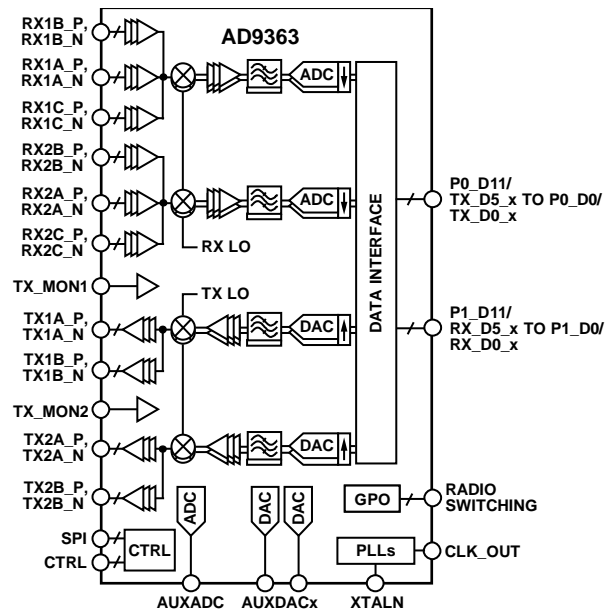 AD9363
RX1B_P,
RX1B_N
RX1A_P,
RX1A_N
RX1C_P,
RX1C_N
RX2B_P,
RX2B_N
RX2A_P,
RX2A_N
RX2C_P,
RX2C_N
ADC
ADC
RX LO
TX_MON1
TX LO
TX1A_P,
TX1A_N
TX1B_P,
TX1B_N
TX_MON2
TX2A_P,
TX2A_N
TX2B_P,
TX2B_N
DAC
DAC
DATA INTERFACE
P0_D11/
TX_D5_x TO P0_D0/
TX_D0_x
P1_D11/
RX_D5_x TO P1_D0/
RX_D0_x
SPI
CTRL
CTRL
ADC
DAC
DAC
GPO
RADIO
SWITCHING
PLLs
CLK_OUT
AUXADC
AUXDACx
XTALN